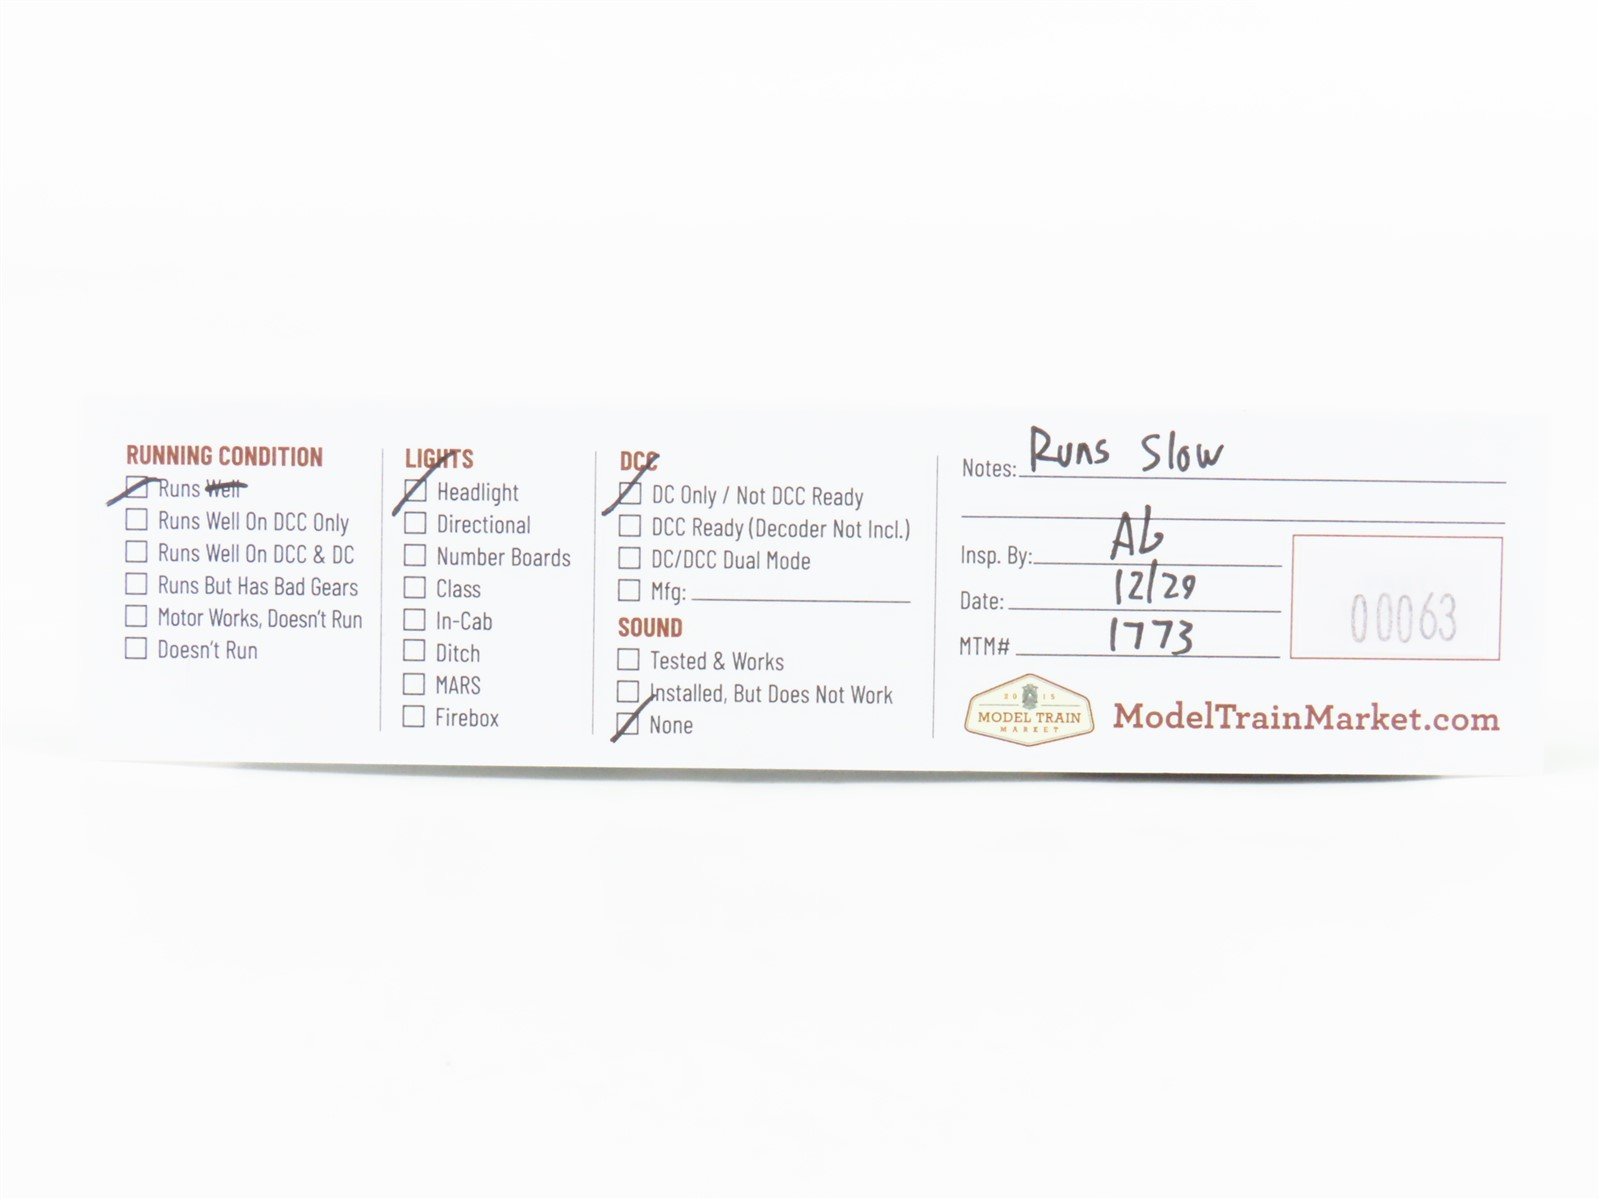 RUNNING CONDITION
Runs Well
Runs Well On DCC Only
Runs Well On DCC & DC
Runs But Has Bad Gears
Motor Works, Doesn't Run
Doesn't Run
LIGHTS
Headlight
Directional
Number Boards
Class
In-Cab
Ditch
MARS
Firebox
DCC
DC Only / Not DCC Ready
DCC Ready (Decoder Not Incl.)
DC/DCC Dual Mode
Mfg:
SOUND
Tested & Works
Installed, But Does Not Work
None
Notes: Runs Slow
Insp. By: AG
Date: 12/29
MTM# 1773
00063
2015
MODEL TRAIN
MARKET
ModelTrainMarket.com